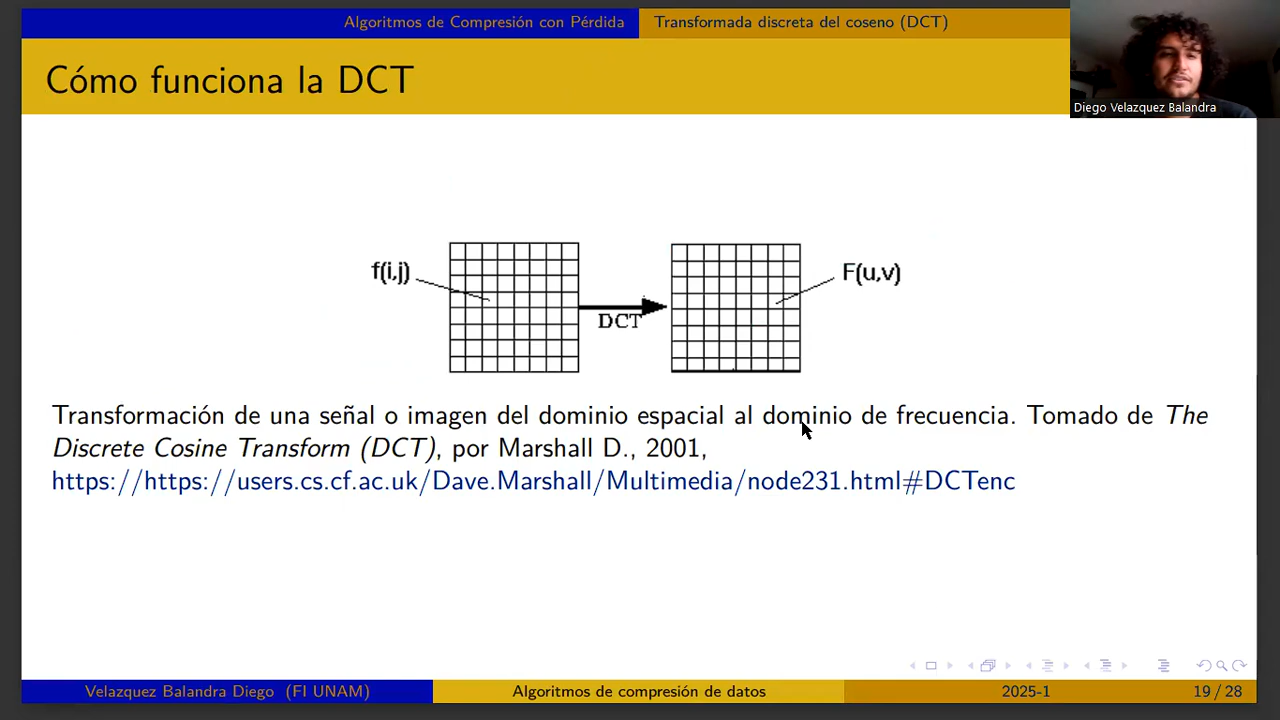 Algoritmos de Compresión con Pérdida
Transformada discreta del coseno (DCT)
Cómo funciona la DCT
Diego Velazquez Balandra
f(i,j)
DCT
F(u,v)
Transformación de una señal o imagen del dominio espacial al dominio de frecuencia. Tomado de The
Discrete Cosine Transform (DCT), por Marshall D., 2001,
https://https://users.cs.cf.ac.uk/Dave.Marshall/Multimedia/node231.html#DCTenc
Velazquez Balandra Diego (FI UNAM)
Algoritmos de compresión de datos
2025-1
19 / 28